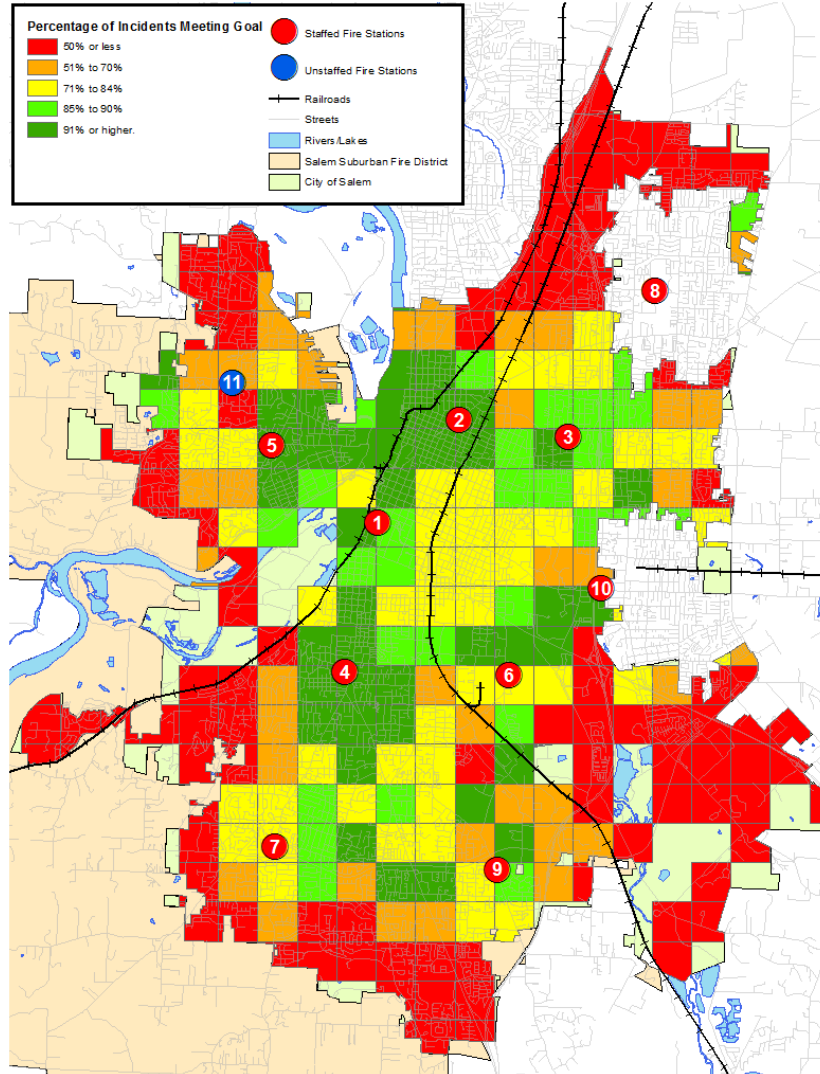 Percentage of Incidents Meeting Goal
50% or less
51% to 70%
71% to 84%
85% to 90%
91% or higher.
Staffed Fire Stations
Unstaffed Fire Stations
Railroads
Streets
Rivers/Lakes
Salem Suburban Fire District
City of Salem
8
11
2
3
5
1
10
4
6
7
9